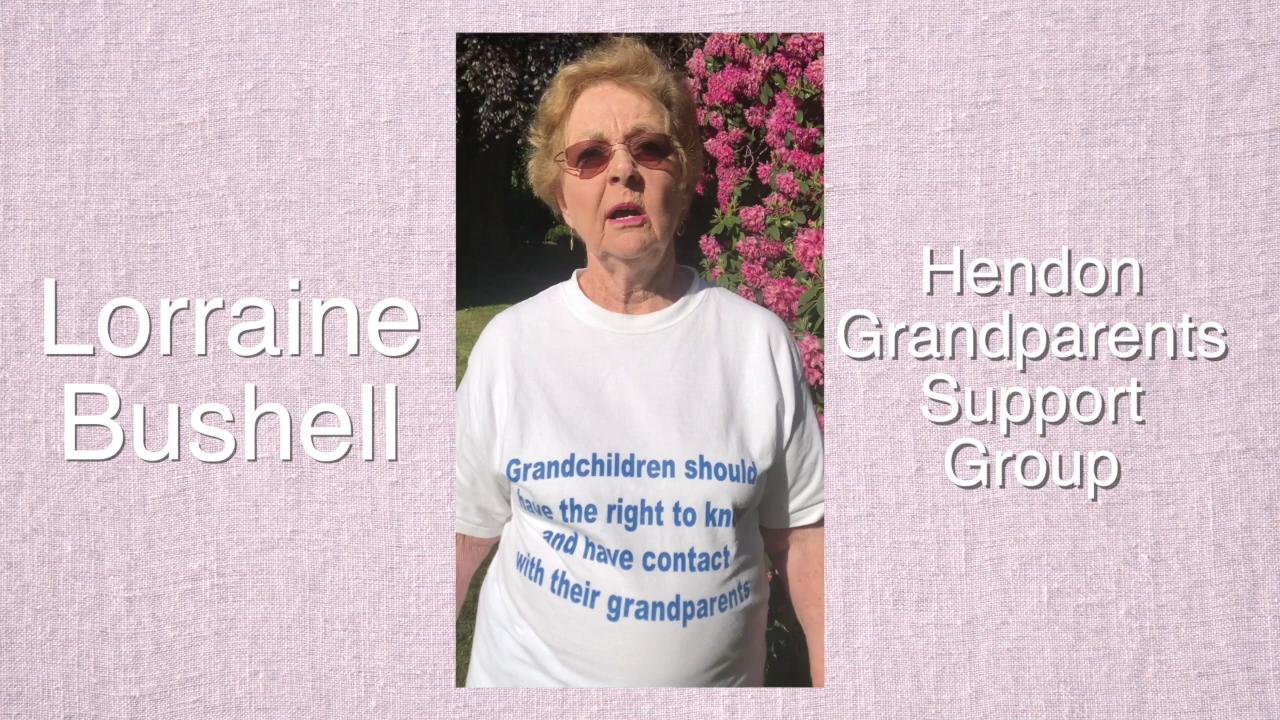 Lorraine
Bushell
Grandchildren should
have the right to
and have contact
with their grandparents
Hendon
Grandparents
Support
Group